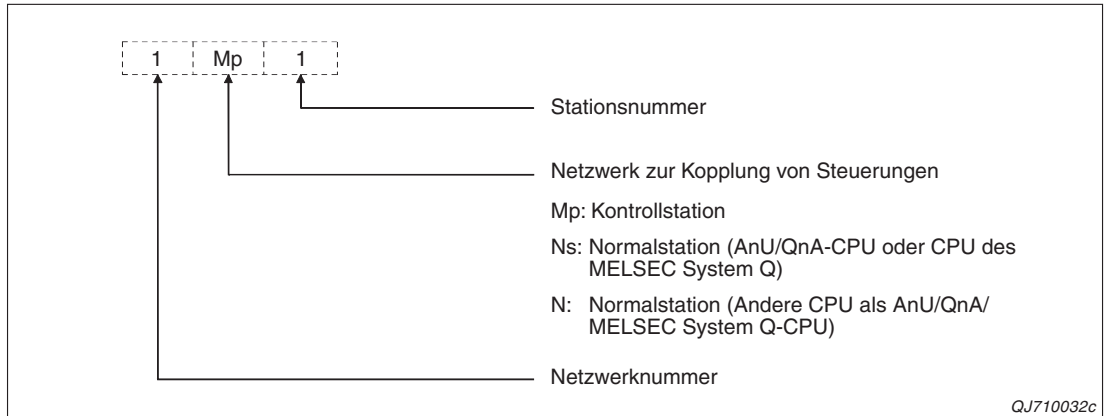 1 Mp 1
Stationsnummer
Netzwerk zur Kopplung von Steuerungen
Mp: Kontrollstation
Ns: Normalstation (AnU/QnA-CPU oder CPU des
MELSEC System Q)
N: Normalstation (Andere CPU als AnU/QnA/
MELSEC System Q-CPU)
Netzwerknummer
QJ710032c